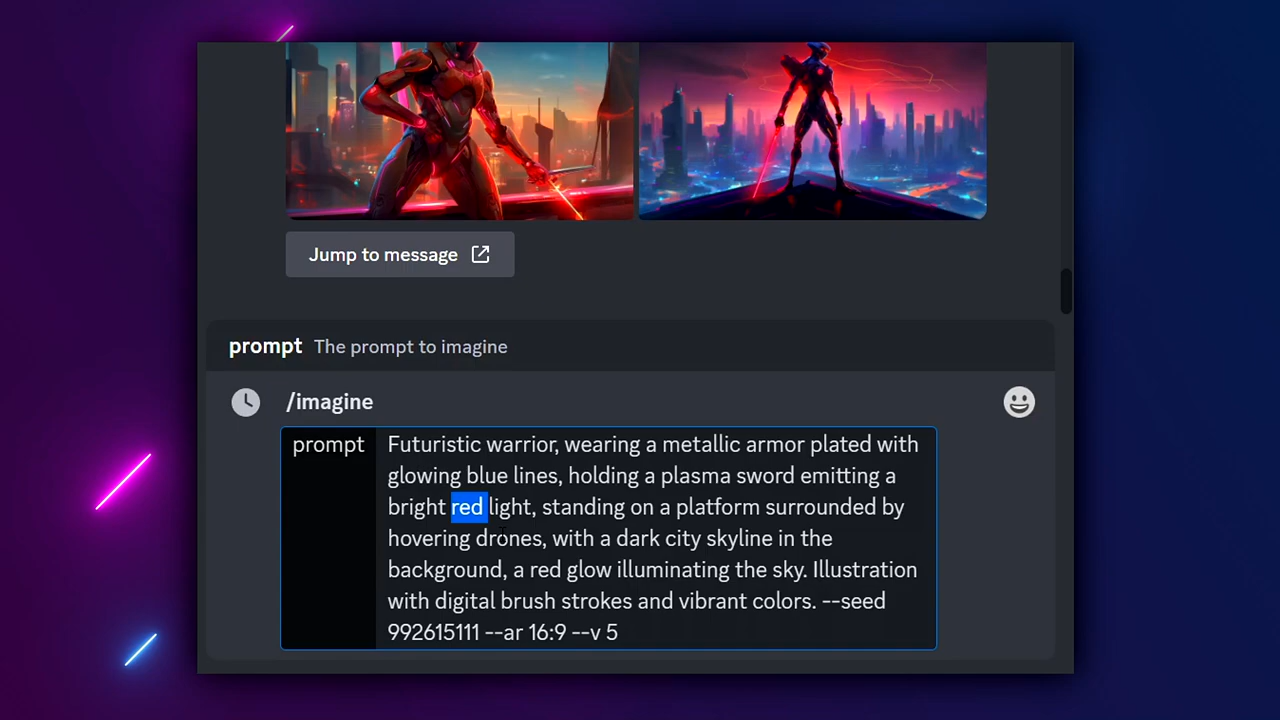 Jump to message
prompt The prompt to imagine
/imagine
prompt Futuristic warrior, wearing a metallic armor plated with
glowing blue lines, holding a plasma sword emitting a
bright red light, standing on a platform surrounded by
hovering drones, with a dark city skyline in the
background, a red glow illuminating the sky. Illustration
with digital brush strokes and vibrant colors. --seed
992615111 --ar 16:9 --v 5